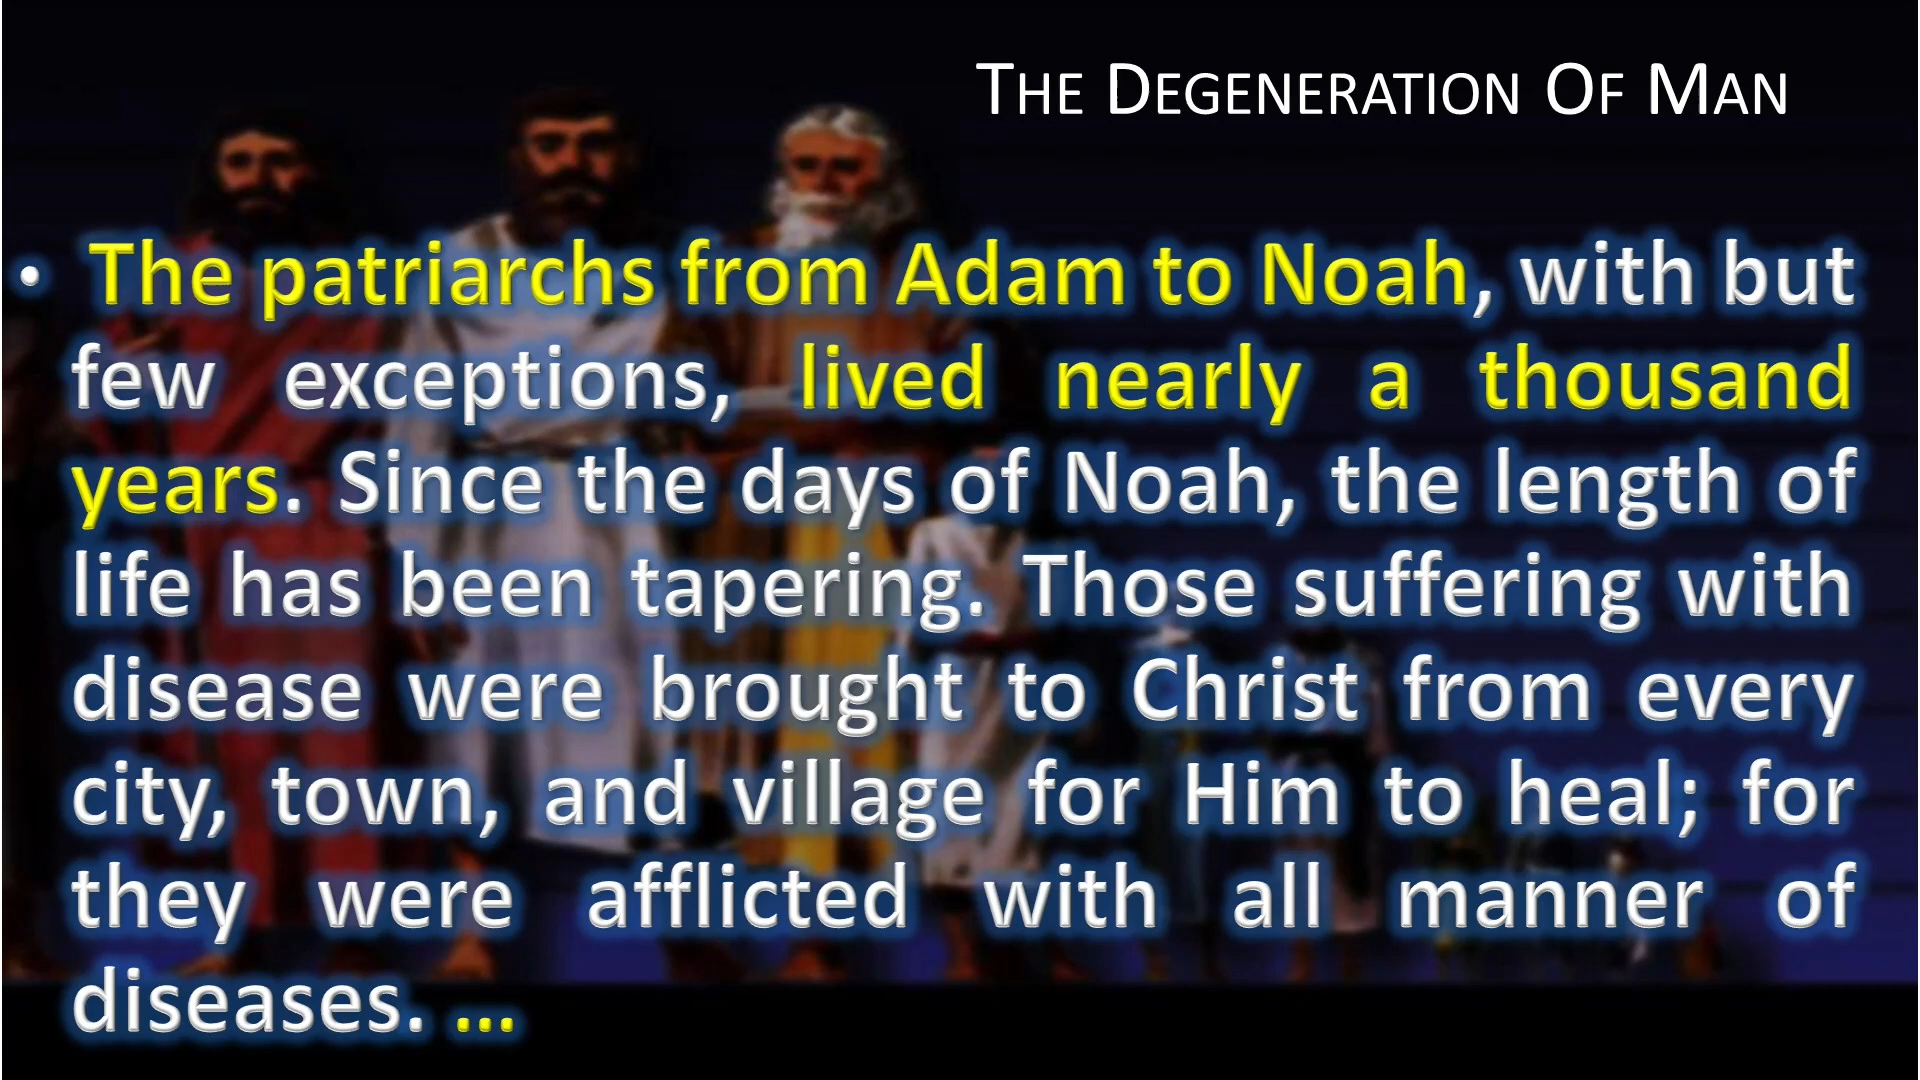 The Degeneration Of Man
• The patriarchs from Adam to Noah, with but
few exceptions, lived nearly a thousand
years. Since the days of Noah, the length of
life has been tapering. Those suffering with
disease were brought to Christ from every
city, town, and village for Him to heal; for
they were afflicted with all manner of
diseases. ...